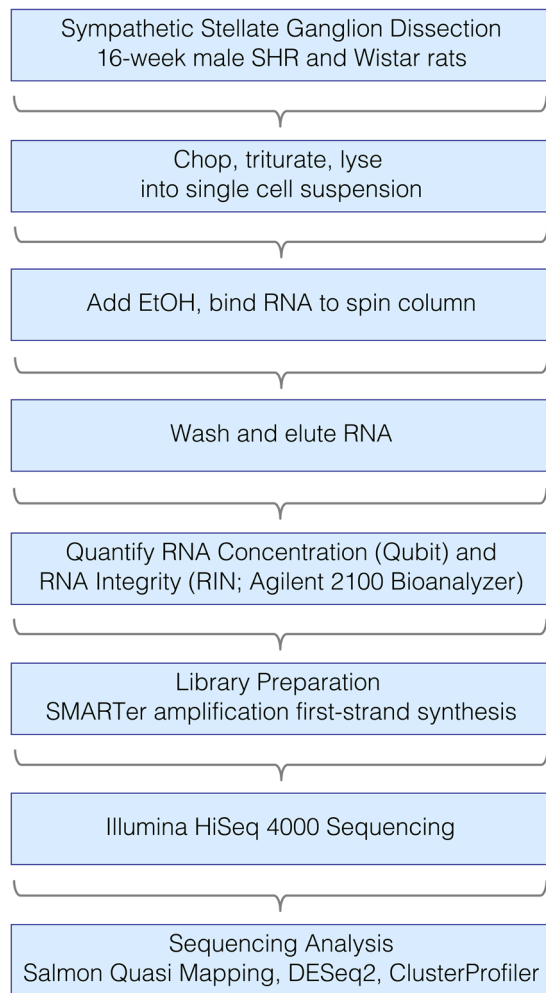 Sympathetic Stellate Ganglion Dissection
16-week male SHR and Wistar rats
Chop, triturate, lyse
into single cell suspension
Add EtOH, bind RNA to spin column
Wash and elute RNA
Quantify RNA Concentration (Qubit) and
RNA Integrity (RIN; Agilent 2100 Bioanalyzer)
Library Preparation
SMARTer amplification first-strand synthesis
Illumina HiSeq 4000 Sequencing
Sequencing Analysis
Salmon Quasi Mapping, DESeq2, ClusterProfiler